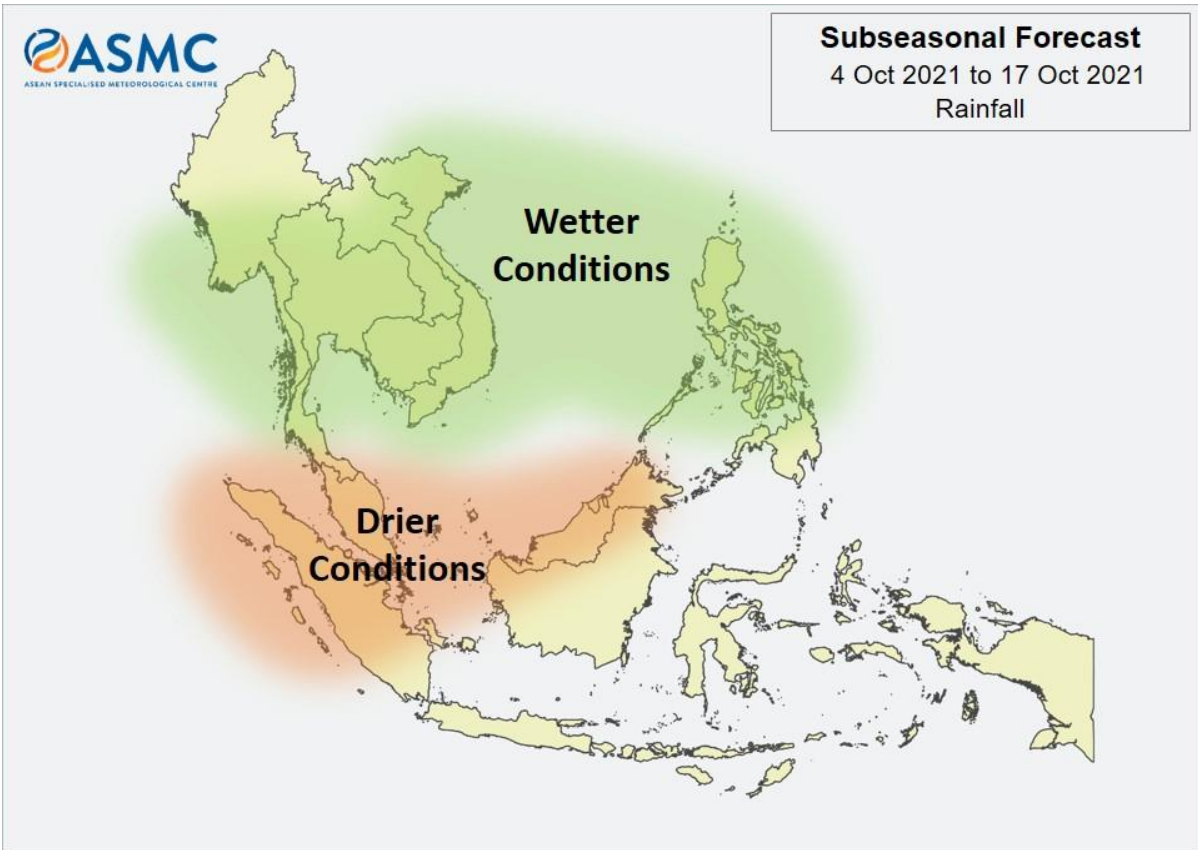 ASMC
ASEAN SPECIALISED METEOROLOGICAL CENTRE
Subseasonal Forecast
4 Oct 2021 to 17 Oct 2021
Rainfall
Wetter
Conditions
Drier
Conditions